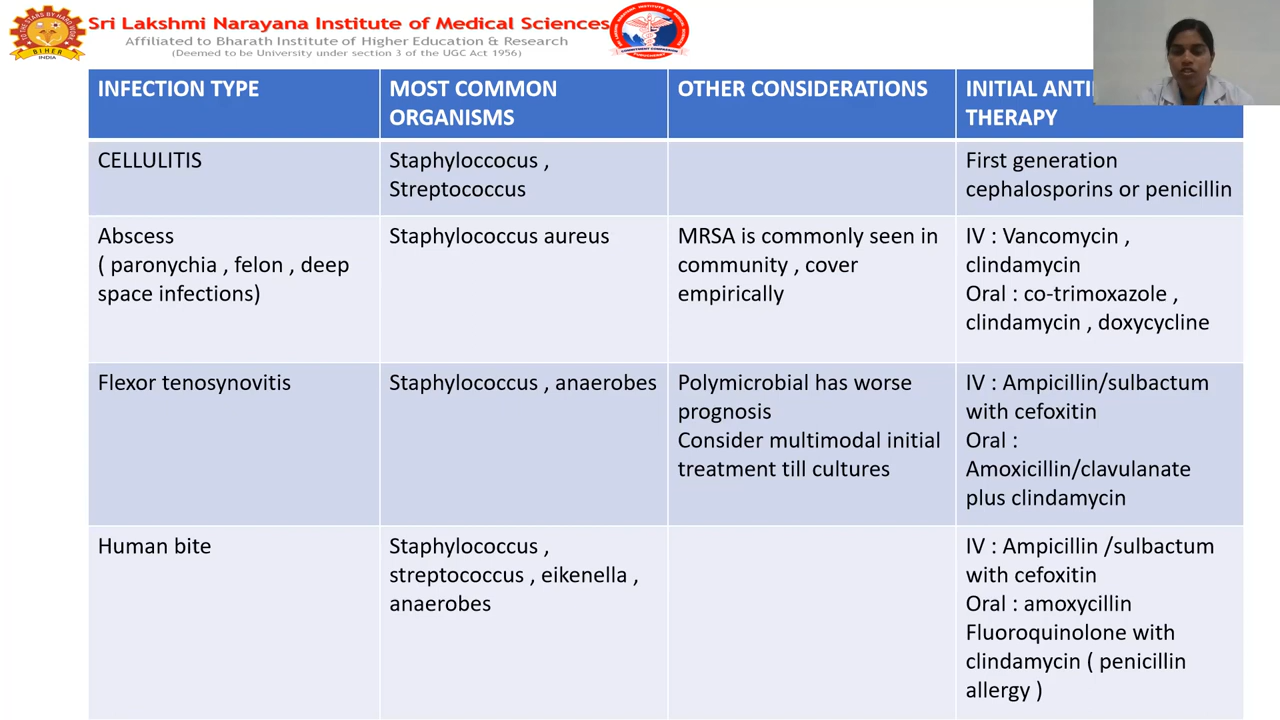 Sri Lakshmi Narayana Institute of Medical Sciences
Affiliated to Bharath Institute of Higher Education & Research
(Deemed to be University under section 3 of the UGC Act 1956)
BIHER
INDIA
INFECTION TYPE
MOST COMMON
ORGANISMS
OTHER CONSIDERATIONS
INITIAL
THERAPY
CELLULITIS
Staphyloccocus ,
Streptococcus
First generation
cephalosporins or penicillin
Abscess
( paronychia , felon , deep
space infections)
Staphylococcus aureus
MRSA is commonly seen in
community , cover
empirically
IV : Vancomycin ,
clindamycin
Oral : co-trimoxazole ,
clindamycin , doxycycline
Flexor tenosynovitis
Staphylococcus , anaerobes
Polymicrobial has worse
prognosis
Consider multimodal initial
treatment till cultures
IV : Ampicillin/sulbactum
with cefoxitin
Oral :
Amoxicillin/clavulanate
plus clindamycin
Human bite
Staphylococcus ,
streptococcus , eikenella ,
anaerobes
IV : Ampicillin /sulbactum
with cefoxitin
Oral : amoxycillin
Fluoroquinolone with
clindamycin ( penicillin
allergy )